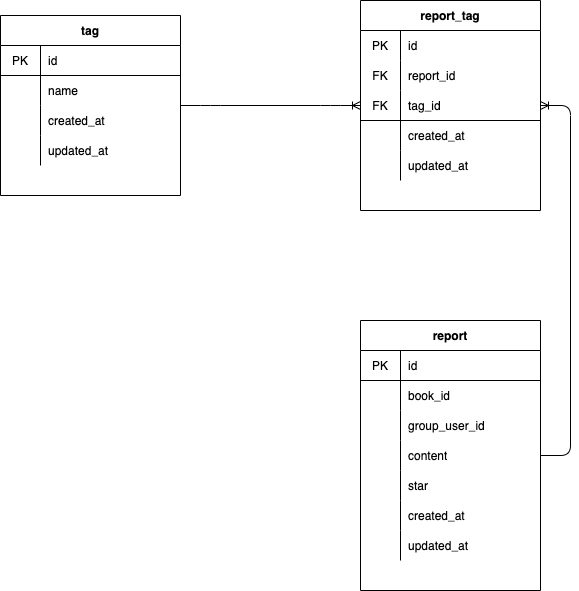 tag
PK id
name
created_at
updated_at
report_tag
PK id
FK report_id
FK tag_id
created_at
updated_at
report
PK id
book_id
group_user_id
content
star
created_at
updated_at